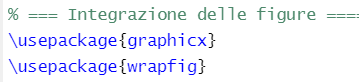 % === Integrazione delle figure ====
\usepackage{graphicx}
\usepackage{wrapfig}